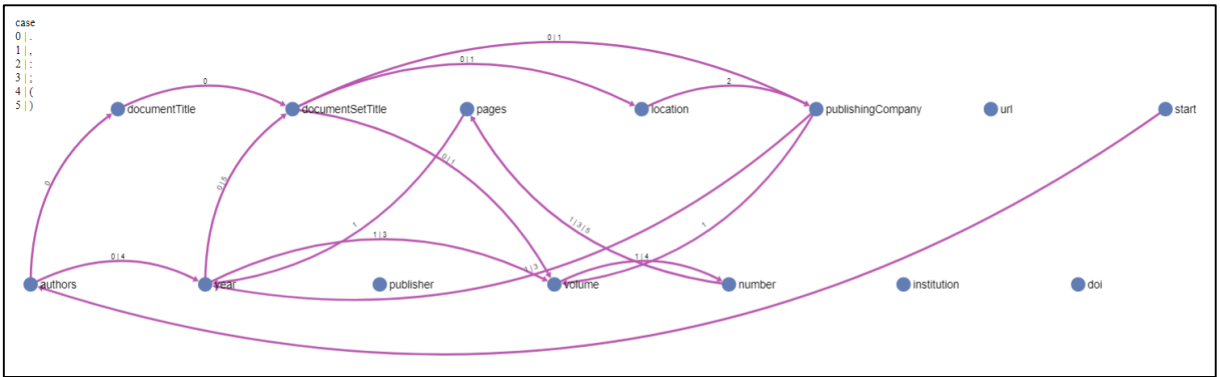 case
0 | .
1 | ,
2 | :
3 | ;
4 | (
5 | )
0 | 1
0 | 1
0
2
documentTitle
documentSetTitle
pages
location
publishingCompany
url
start
0 | 1
0
0 | 5
1
1 | 3 | 5
1
0 | 4
1 | 3
1 | 3
1 | 4
authors
year
publisher
volume
number
institution
doi